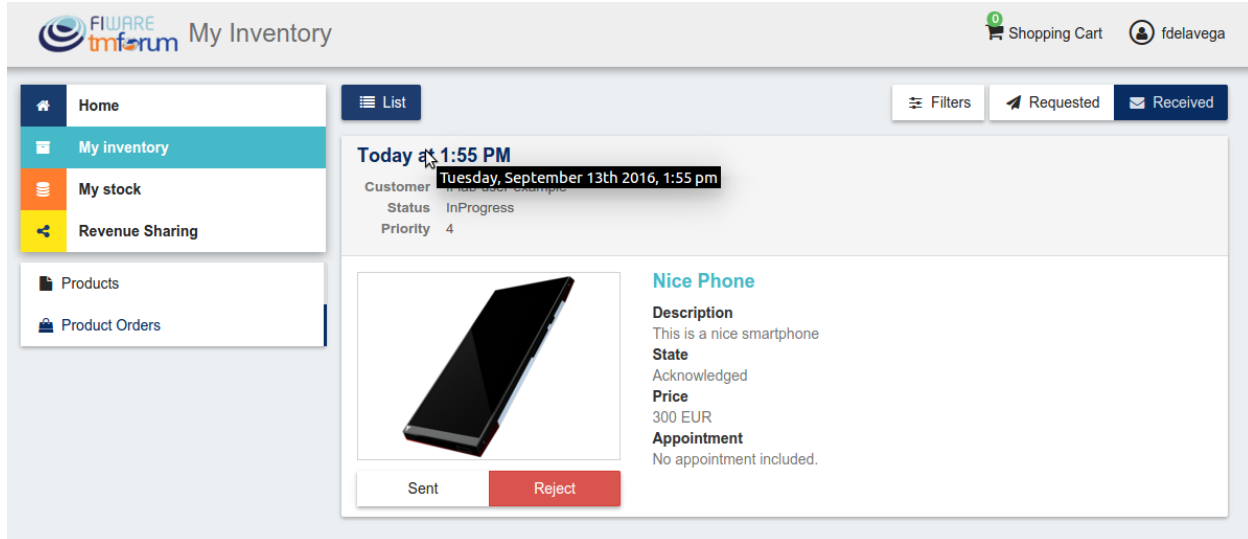 FIWARE
tmforum
My Inventory
0
Shopping Cart
fdelavega
Home
My inventory
My stock
Revenue Sharing
Products
Product Orders
List
Filters
Requested
Received
Today at 1:55 PM
Tuesday, September 13th 2016, 1:55 pm
Customer
Status InProgress
Priority 4
Nice Phone
Description
This is a nice smartphone
State
Acknowledged
Price
300 EUR
Appointment
No appointment included.
Sent
Reject